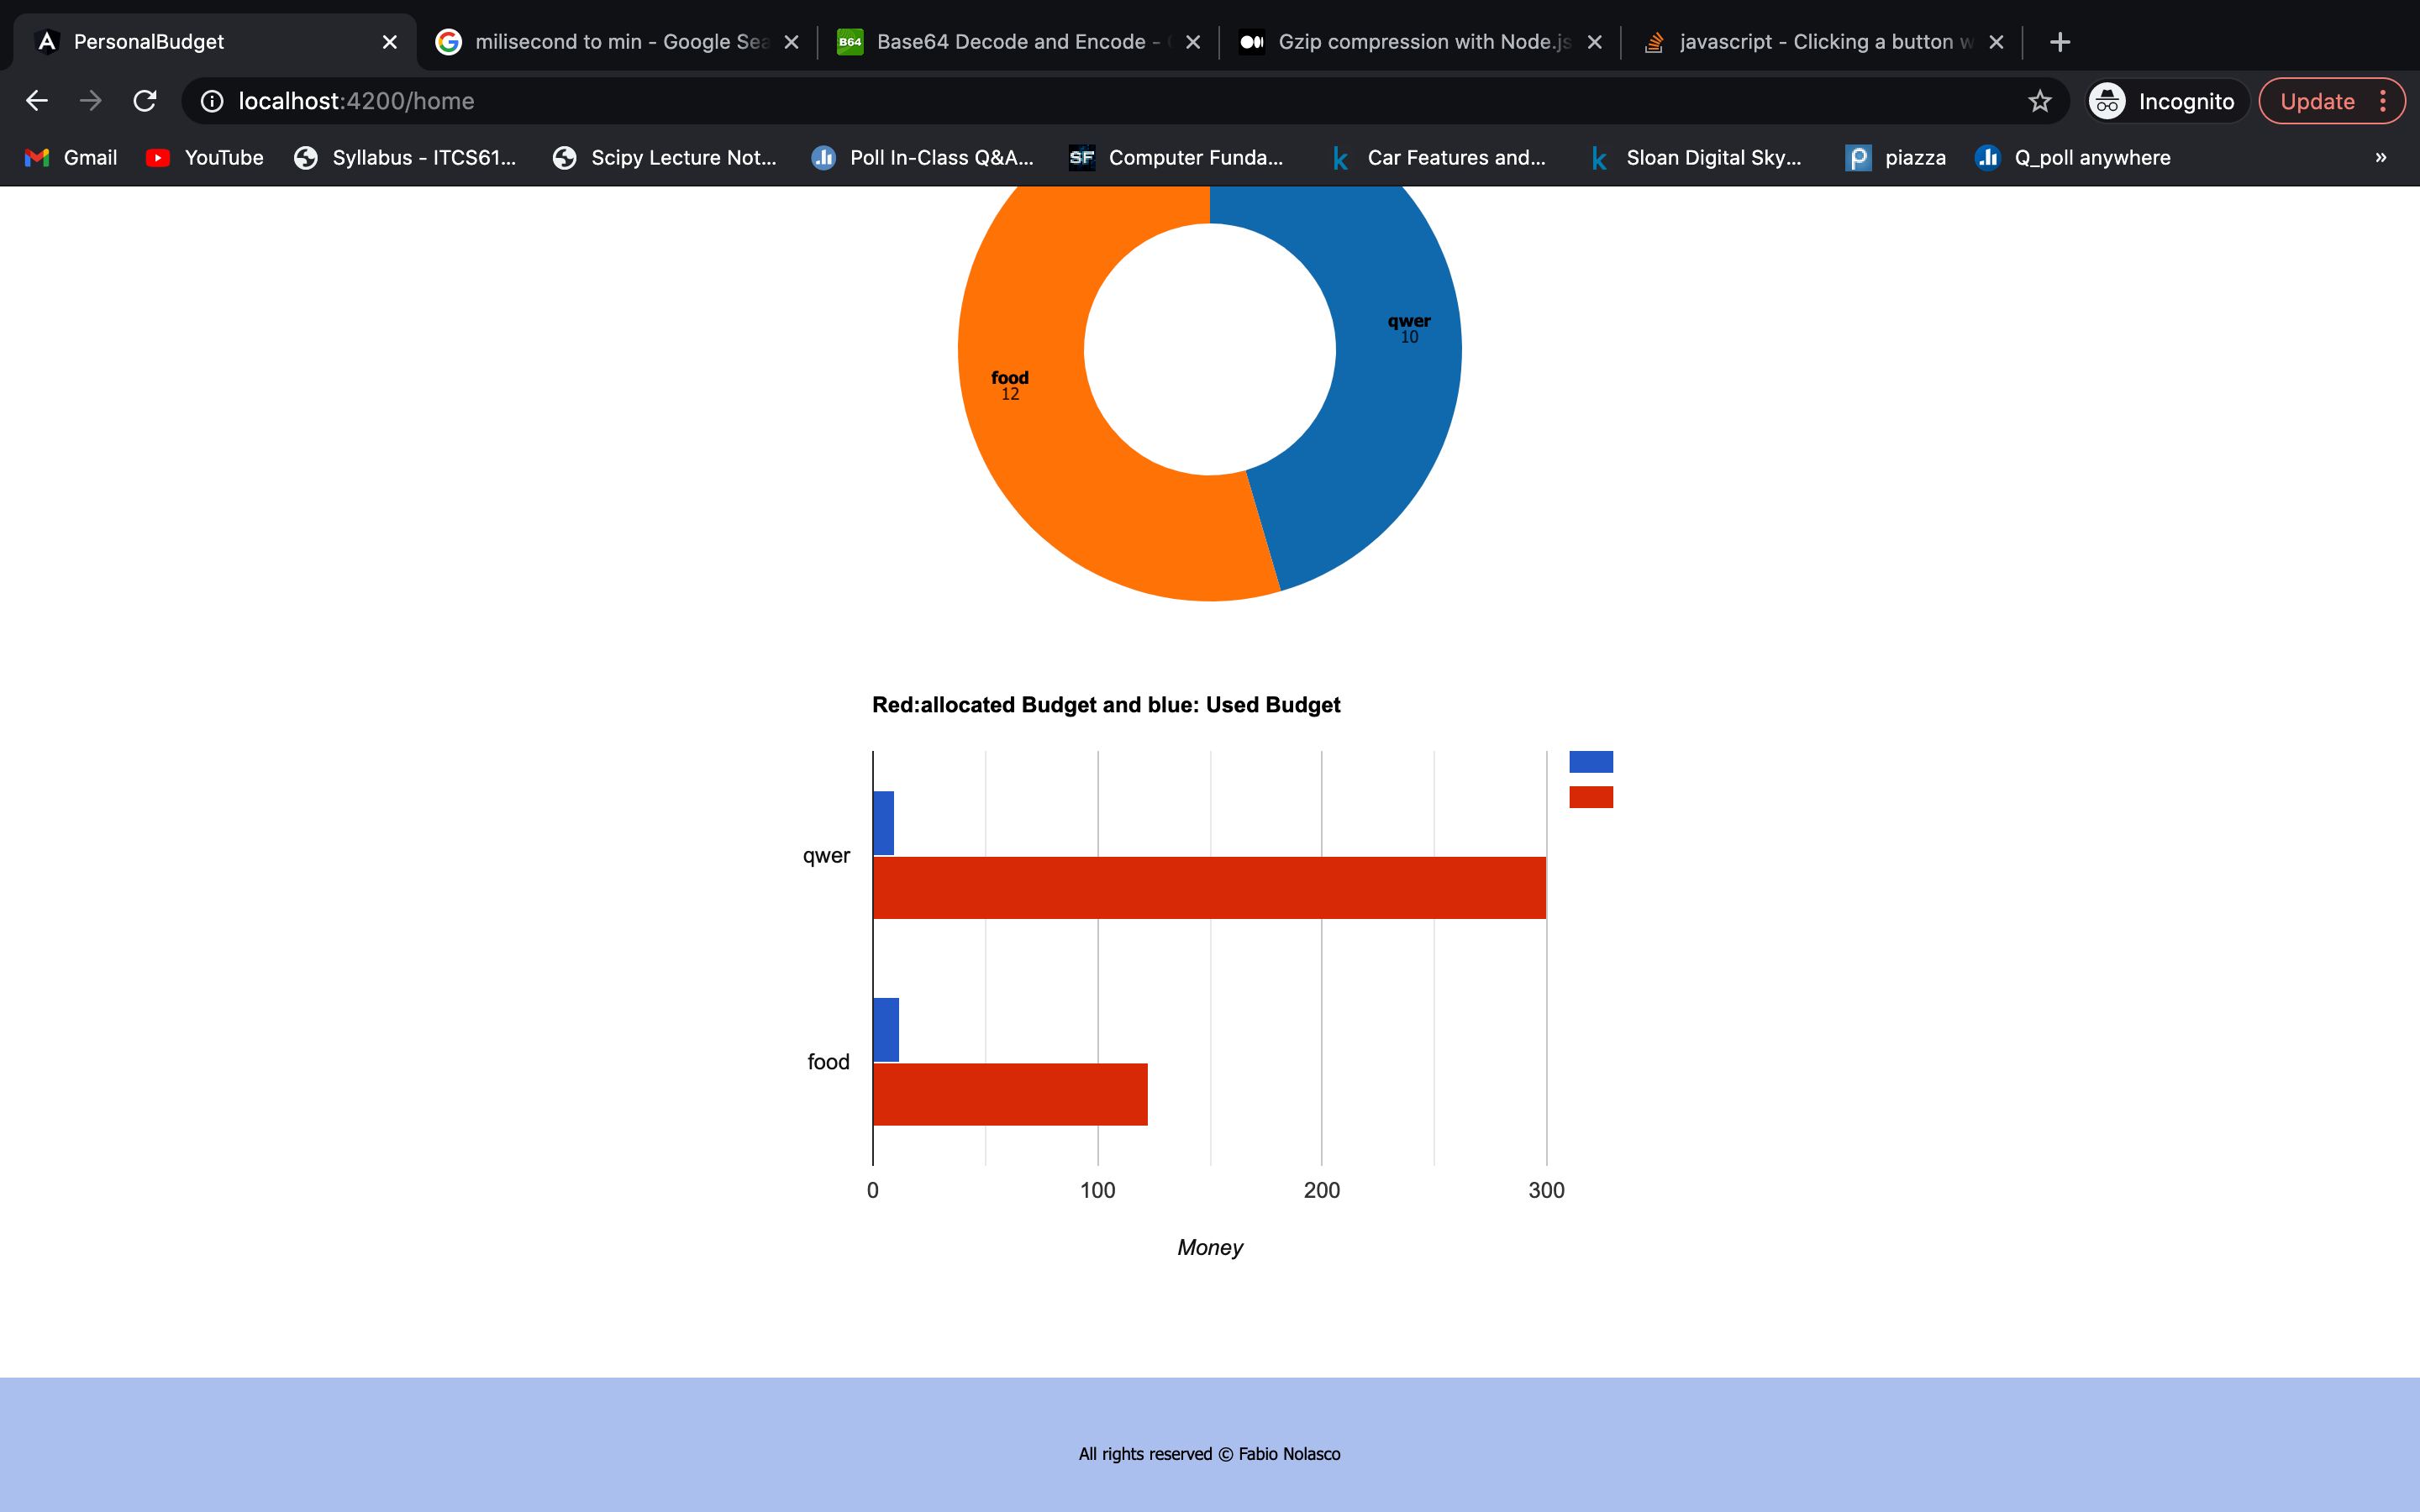 PersonalBudget
milisecond to min - Google Sea
B64
Base64 Decode and Encode -
Gzip compression with Node.js
javascript - Clicking a button w
localhost:4200/home
Incognito
Update
Gmail
YouTube
Syllabus - ITCS61...
Scipy Lecture Not...
Poll In-Class Q&A...
SF
Computer Funda...
k
Car Features and...
k
Sloan Digital Sky...
p
piazza
Q_poll anywhere
»
qwer
10
food
12
Red:allocated Budget and blue: Used Budget
qwer
food
0 100 200 300
Money
All rights reserved © Fabio Nolasco